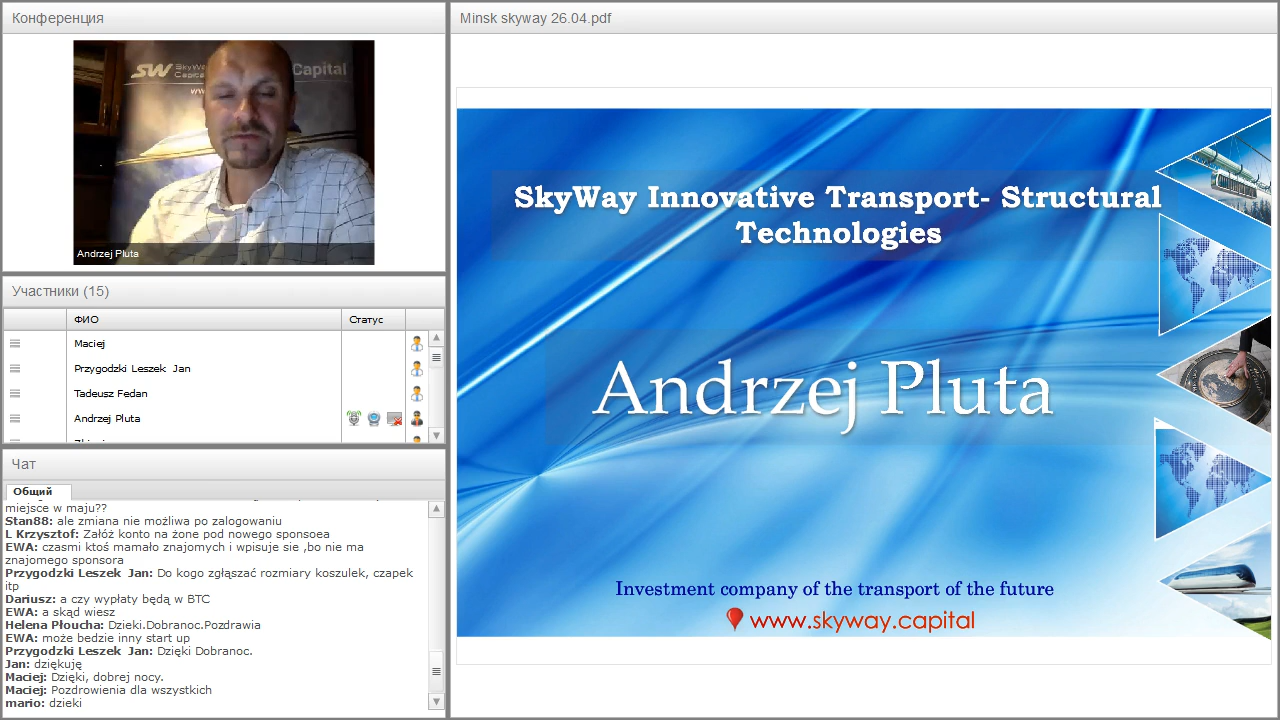 Конференция
SW SkyWay Capital
Capital
Andrzej Pluta
Участники (15)
ФИО Статус
Maciej
Przygodzki Leszek Jan
Tadeusz Fedan
Andrzej Pluta
Чат
Общий
miejsce w maju??
Stan88: ale zmiana nie możliwa po zalogowaniu
L Krzysztof: Załóż konto na żone pod nowego sponsoea
EWA: czasmi ktoś mamało znajomych i wpisuje sie ,bo nie ma
znajomego sponsora
Przygodzki Leszek Jan: Do kogo zgłąszać rozmiary koszulek, czapek
itp
Dariusz: a czy wypłaty będą w BTC
EWA: a skąd wiesz
Helena Płoucha: Dzieki.Dobranoc.Pozdrawia
EWA: może bedzie inny start up
Przygodzki Leszek Jan: Dzięki Dobranoc.
Jan: dziękuję
Maciej: Dzięki, dobrej nocy.
Maciej: Pozdrowienia dla wszystkich
mario: dzieki
Minsk skyway 26.04.pdf
SkyWay Innovative Transport- Structural
Technologies
Andrzej Pluta
Investment company of the transport of the future
www.skyway.capital